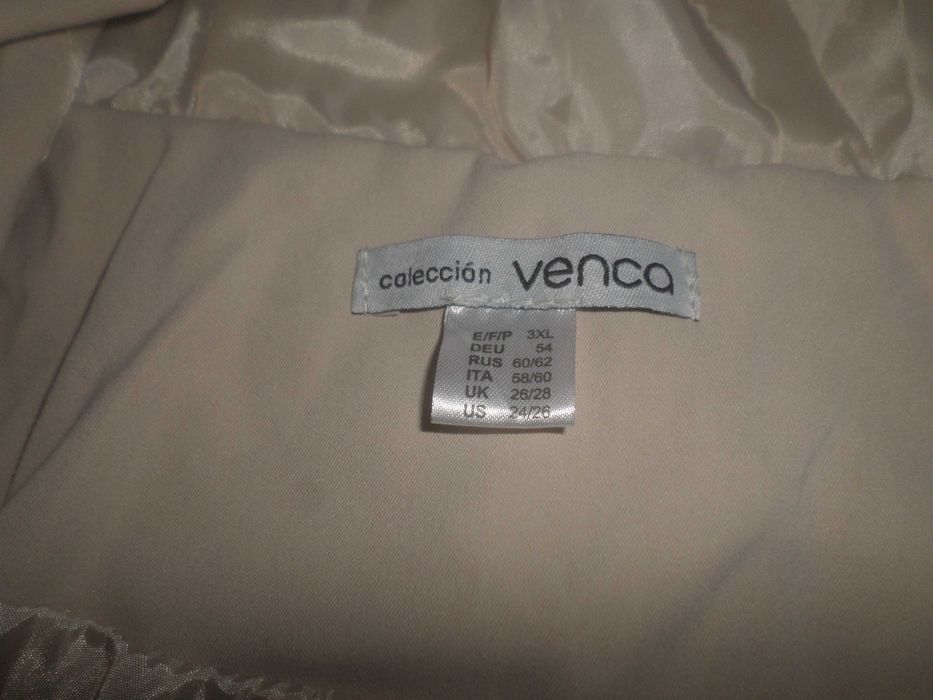 colección venca
E/F/P 3XL
DEU 54
RUS 60/62
ITA 58/60
UK 26/28
US 24/26